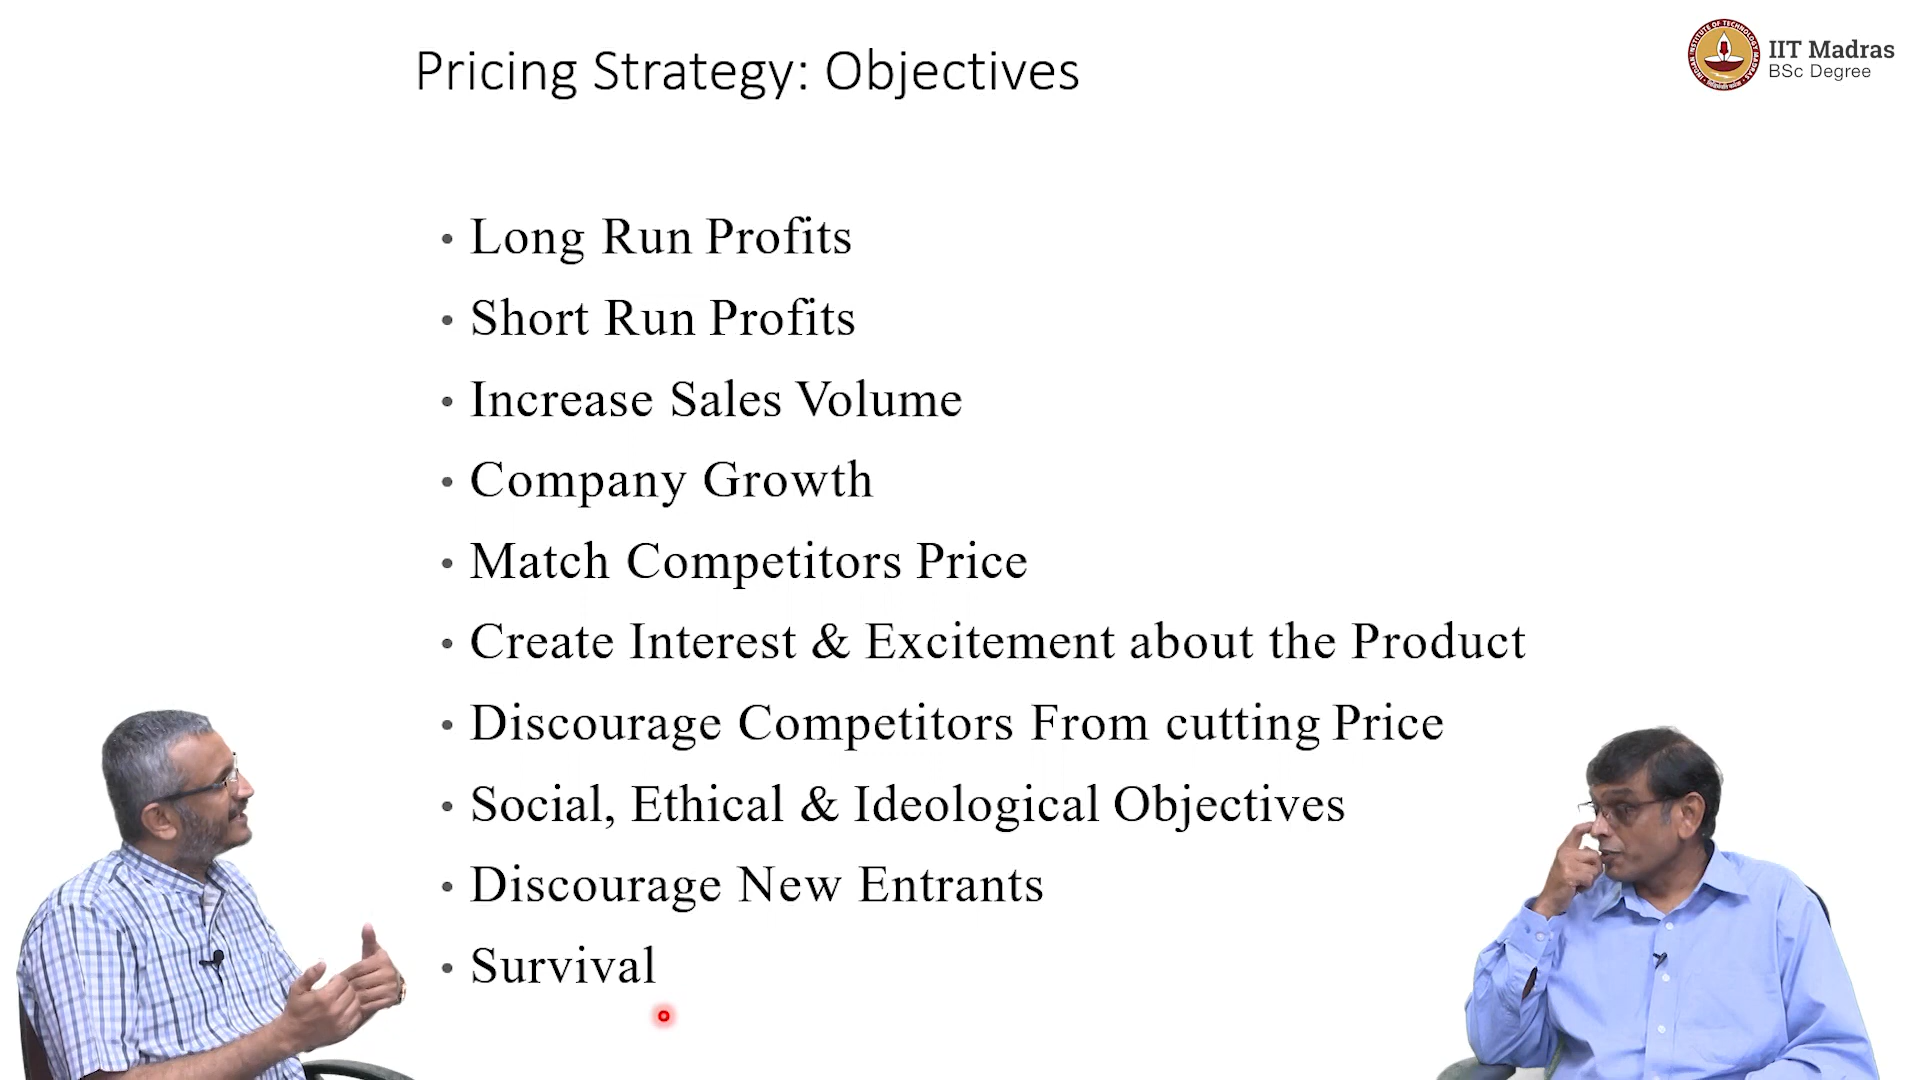 Pricing Strategy: Objectives
IIT Madras
BSc Degree
• Long Run Profits
• Short Run Profits
• Increase Sales Volume
• Company Growth
• Match Competitors Price
• Create Interest & Excitement about the Product
• Discourage Competitors From cutting Price
• Social, Ethical & Ideological Objectives
• Discourage New Entrants
• Survival